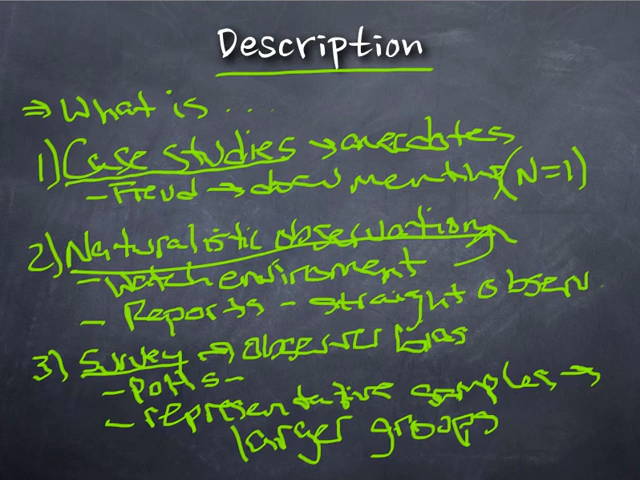 Description
⇒ What is ....
1) Case Studies → anecdotes
- Freud → documenting (N=1)
2) Naturalistic observation
- Watch enviroment
- Reports - straight observ
3) Survey → observer bias
- polls -
- representative samples →
larger groups